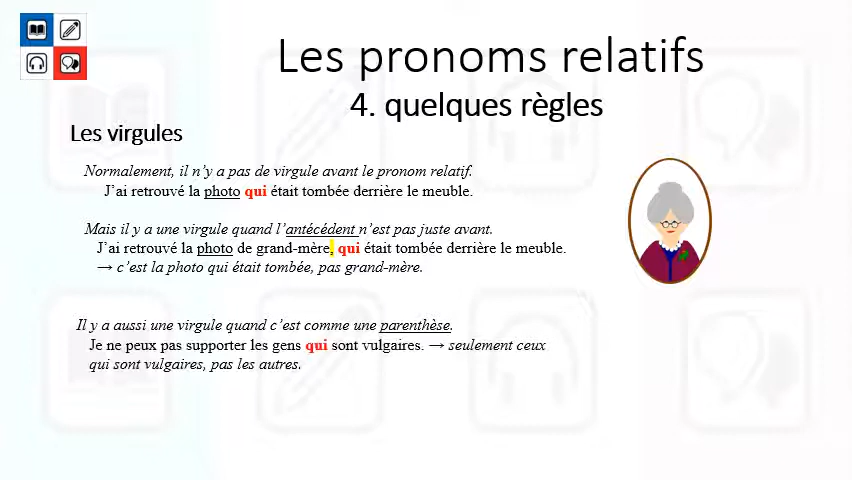 Les pronoms relatifs
4. quelques règles
Les virgules
Normalement, il n’y a pas de virgule avant le pronom relatif.
J’ai retrouvé la photo qui était tombée derrière le meuble.
Mais il y a une virgule quand l’antécédent n’est pas juste avant.
J’ai retrouvé la photo de grand-mère, qui était tombée derrière le meuble.
→ c’est la photo qui était tombée, pas grand-mère.
Il y a aussi une virgule quand c’est comme une parenthèse.
Je ne peux pas supporter les gens qui sont vulgaires. → seulement ceux
qui sont vulgaires, pas les autres.